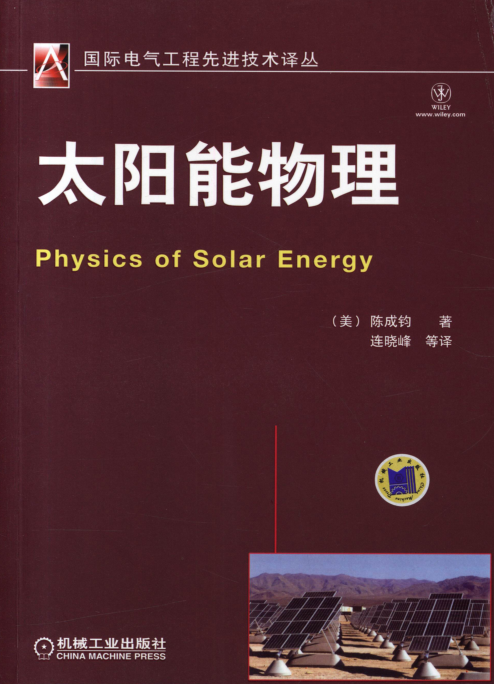 国际电气工程先进技术译丛
WILEY
www.wiley.com
太阳能物理
Physics of Solar Energy
（美）陈成钧 著
连晓峰 等译
机械工业出版社
CHINA MACHINE PRESS